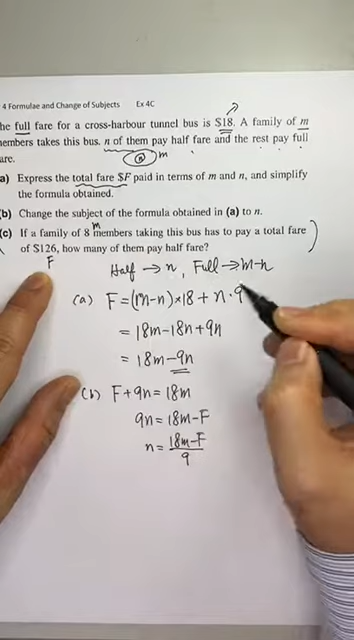 4 Formulae and Change of Subjects Ex 4C
he full fare for a cross-harbour tunnel bus is $18. A family of m
nembers takes this bus. n of them pay half fare and the rest pay full
are.
n m
a) Express the total fare $F paid in terms of m and n, and simplify
the formula obtained.
(b) Change the subject of the formula obtained in (a) to n.
m
(c) If a family of 8 members taking this bus has to pay a total fare
of $126, how many of them pay half fare?
F
Half → n, Full → m-n
(a) F = (m-n)×18 + n·9
= 18m-18n+9n
= 18m-9n
(b) F+9n=18m
9n=18m-F
n= 18m-F
9